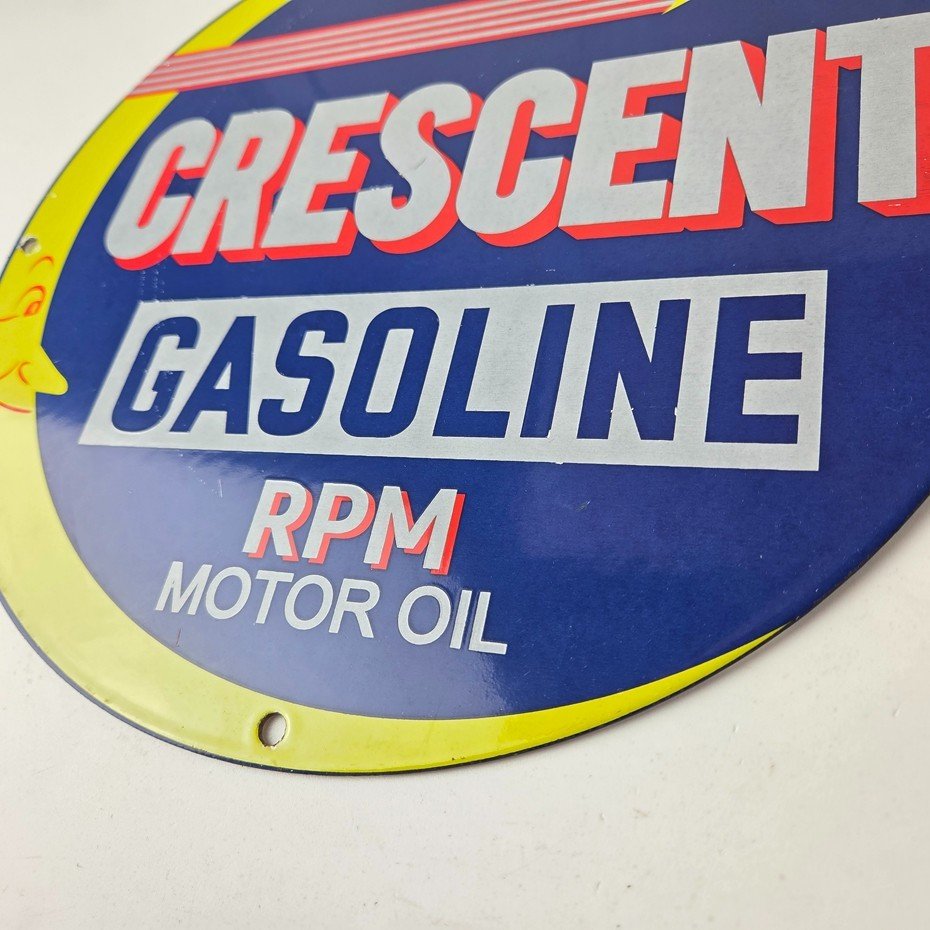 CRESCENT
GASOLINE
RPM
MOTOR OIL